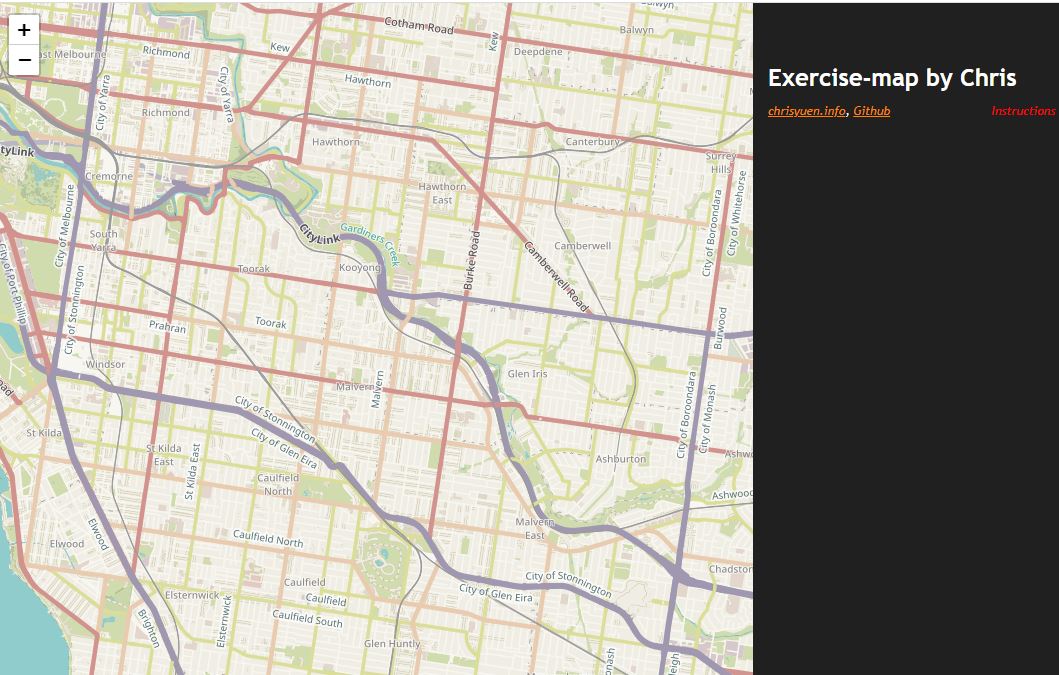 Balwyn
Cotham Road
Kew
Balwyn
+
−
East Melbourne
Richmond
Kew
Deepdene
City of Yarra
City of Yarra
Hawthorn
Richmond
Hawthorn
Canterbury
CityLink
Surrey
Hills
Cremorne
Hawthorn
East
City of Melbourne
City of Boroondara
City of Whitehorse
South
Yarra
CityLink
Gardiners Creek
Camberwell
Burke Road
City of Port Phillip
City of Stonnington
Toorak
Kooyong
Camberwell Road
Prahran
Toorak
Burwood
Windsor
Glen Iris
Malvern
Malvern
City of Boroondara
City of Monash
City of Stonnington
City of Glen Eira
St Kilda
St Kilda
East
St Kilda East
Ashburton
Caulfield
North
Ashwood
Elwood
Malvern
East
Elwood
Caulfield North
Chadston
City of Stonnington
City of Glen Eira
Caulfield
Elsternwick
Caulfield
Elsternwick
Caulfield South
Brighton
Glen Huntly
Exercise-map by Chris
chrisyuen.info, Github
Instructions